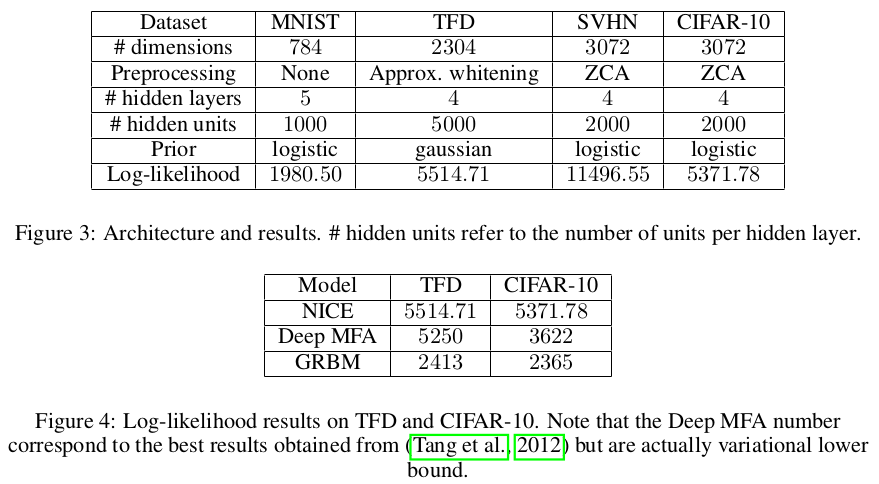 Dataset MNIST TFD SVHN CIFAR-10
# dimensions 784 2304 3072 3072
Preprocessing None Approx. whitening ZCA ZCA
# hidden layers 5 4 4 4
# hidden units 1000 5000 2000 2000
Prior logistic gaussian logistic logistic
Log-likelihood 1980.50 5514.71 11496.55 5371.78
Figure 3: Architecture and results. # hidden units refer to the number of units per hidden layer.
Model TFD CIFAR-10
NICE 5514.71 5371.78
Deep MFA 5250 3622
GRBM 2413 2365
Figure 4: Log-likelihood results on TFD and CIFAR-10. Note that the Deep MFA number
correspond to the best results obtained from (Tang et al., 2012) but are actually variational lower
bound.